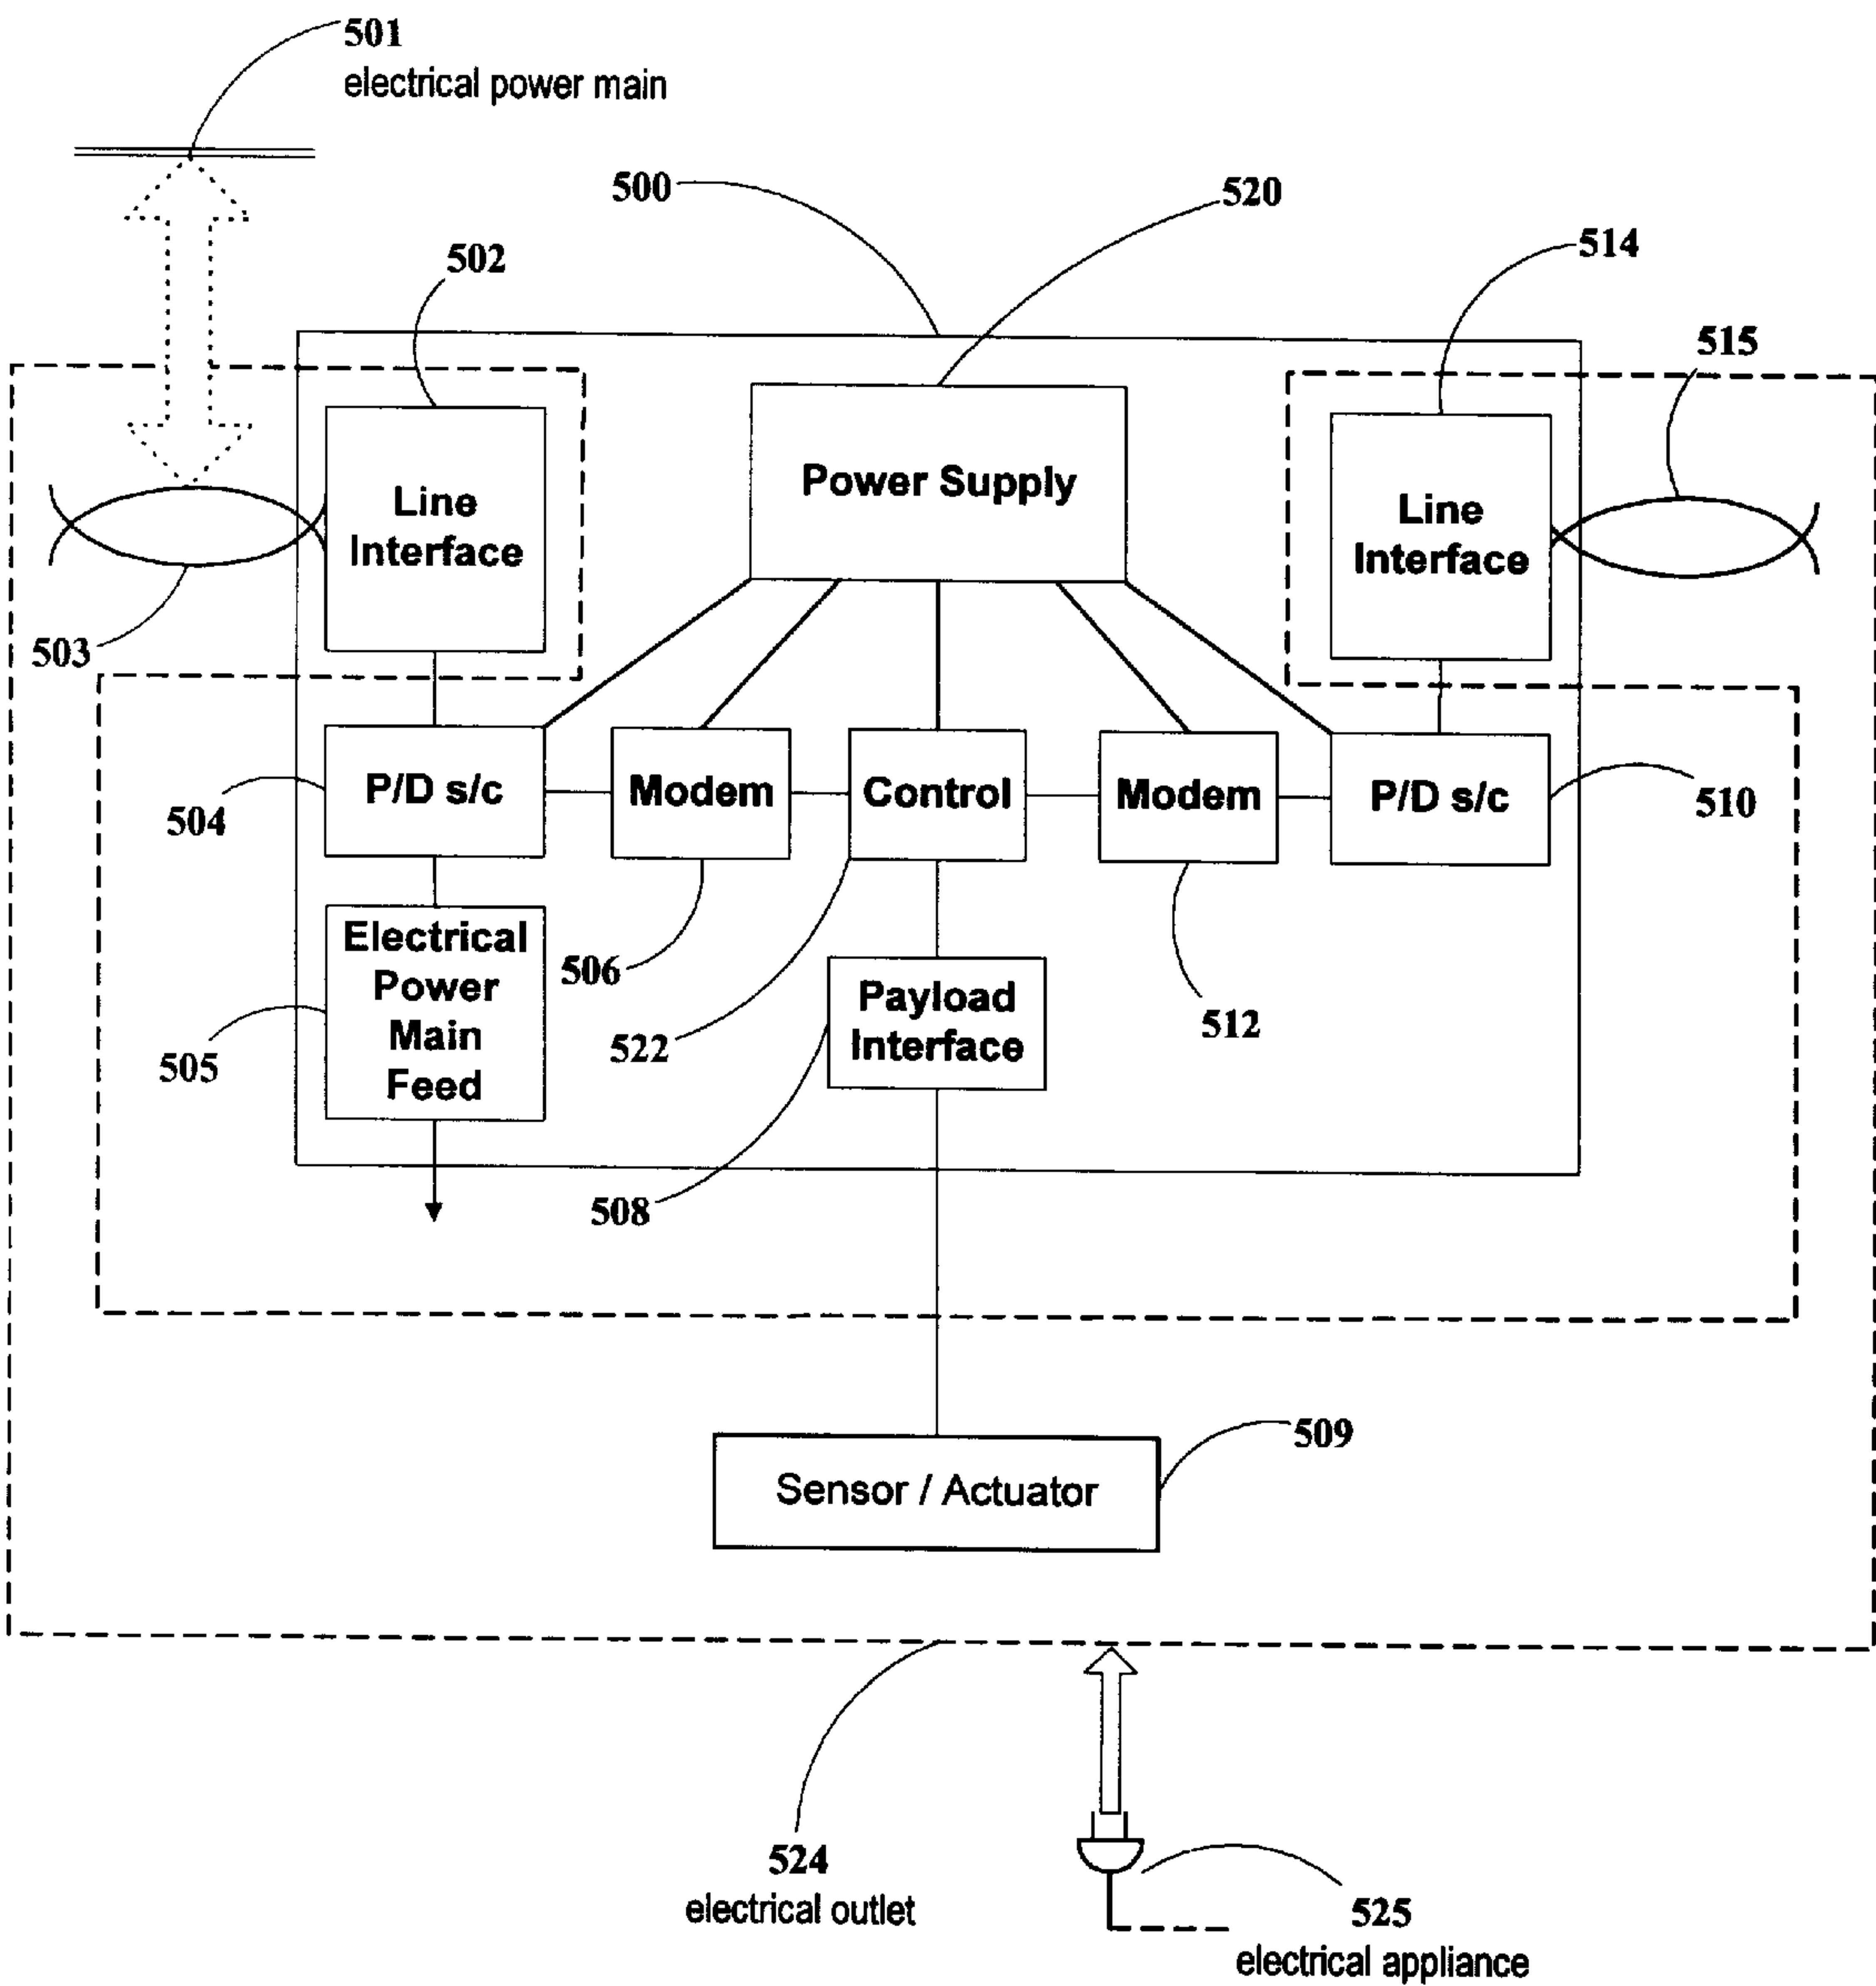 501
electrical power main
500
520
502
514
515
Line
Interface
Power Supply
Line
Interface
503
504
P/D s/c
Modem
Control
Modem
P/D s/c
510
Electrical
Power
Main
Feed
506
522
Payload
Interface
512
505
508
509
Sensor / Actuator
524
electrical outlet
525
electrical appliance